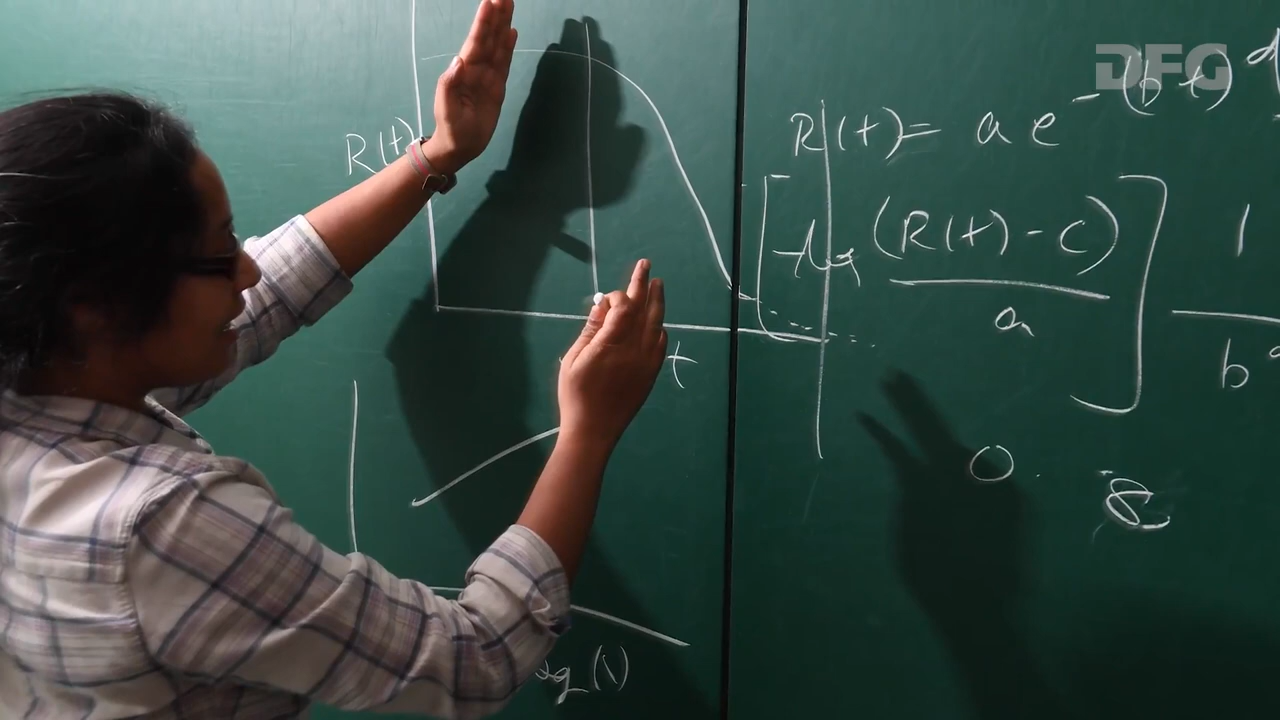 DFG
R(t)
R(t) = a e^-(b t)^d
(R(t) - c)
a
1
b
t
0.
8